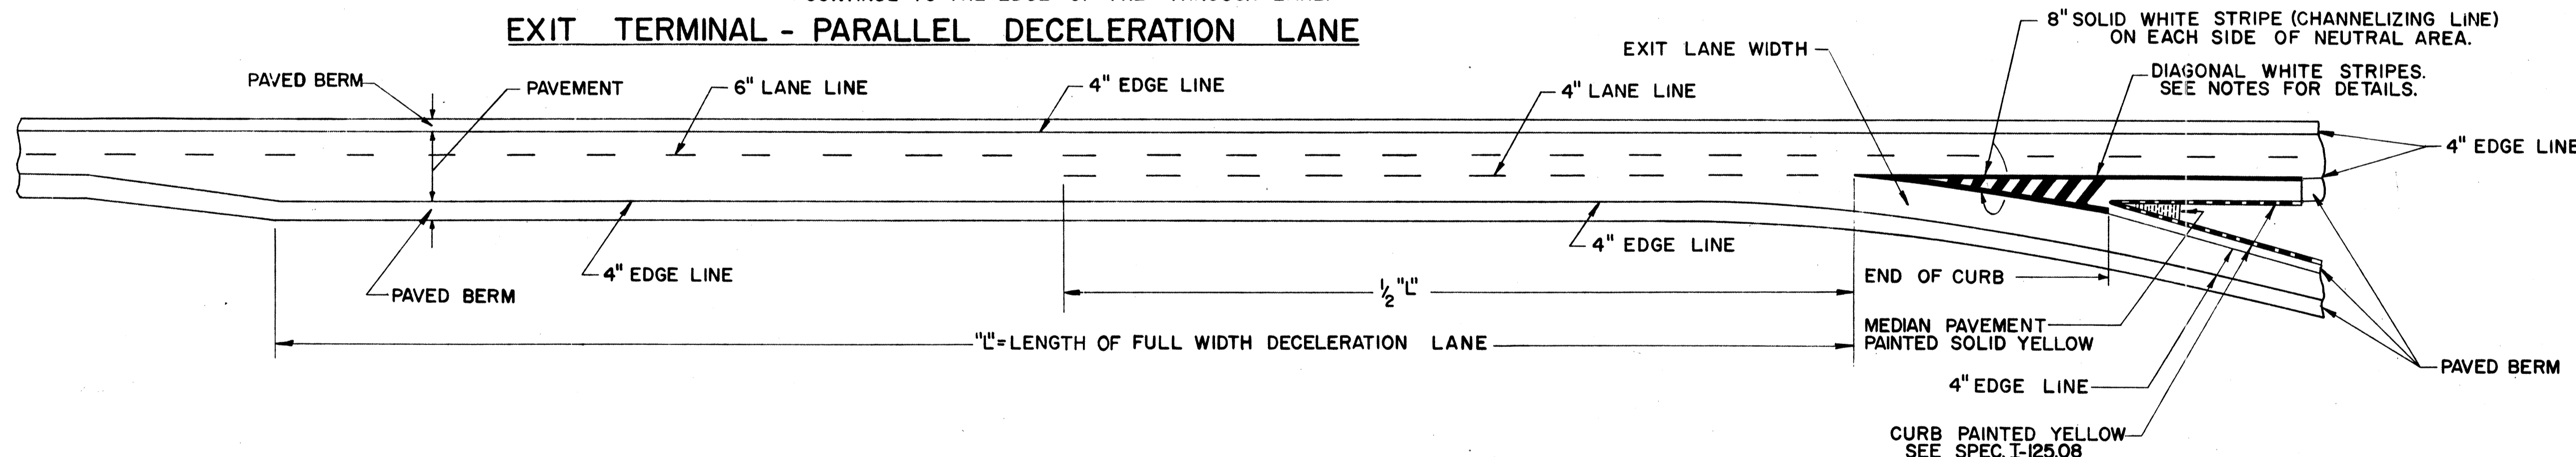 EXIT TERMINAL - PARALLEL DECELERATION LANE
8" SOLID WHITE STRIPE (CHANNELIZING LINE)
ON EACH SIDE OF NEUTRAL AREA.
EXIT LANE WIDTH
DIAGONAL WHITE STRIPES.
SEE NOTES FOR DETAILS.
PAVED BERM
PAVEMENT
6" LANE LINE
4" EDGE LINE
4" LANE LINE
4" EDGE LINE
4" EDGE LINE
4" EDGE LINE
PAVED BERM
1/2 "L"
END OF CURB
"L"= LENGTH OF FULL WIDTH DECELERATION LANE
MEDIAN PAVEMENT
PAINTED SOLID YELLOW
PAVED BERM
4" EDGE LINE
CURB PAINTED YELLOW
SEE SPEC. I-125.08